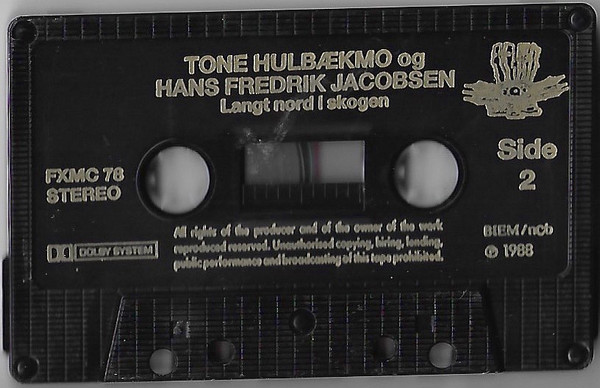 TONE HULBÆKMO og
HANS FREDRIK JACOBSEN
Langt nord i skogen
Side
2
FXMC 78
STEREO
DOLBY SYSTEM
All rights of the producer and of the owner of the work
reproduced reserved. Unauthorised copying, hiring, lending,
public performance and broadcasting of this tape prohibited.
BIEM/ncb
℗ 1988